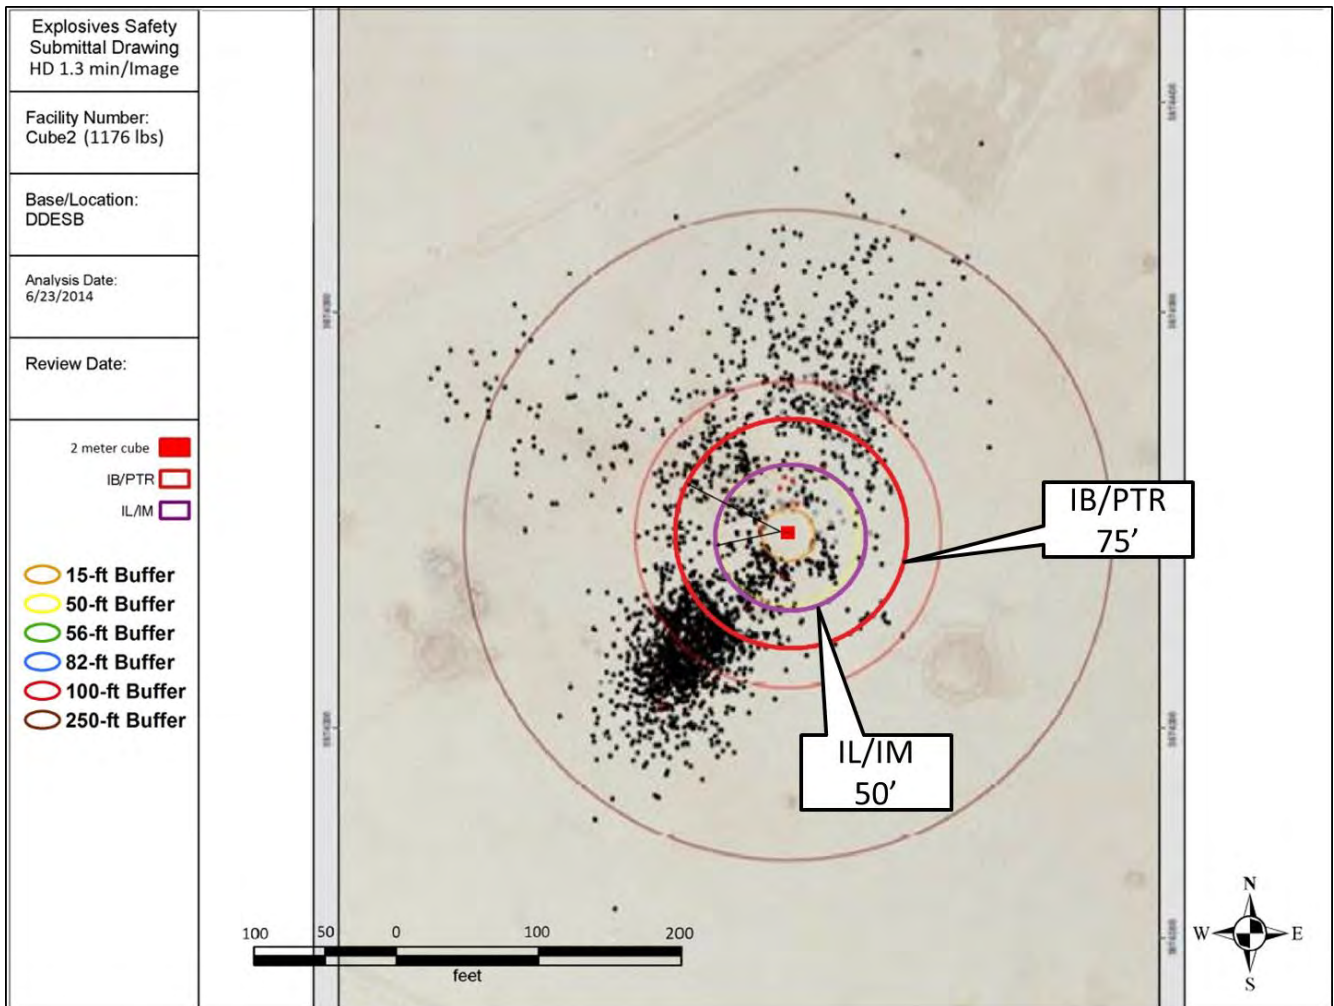 Explosives Safety
Submittal Drawing
HD 1.3 min/Image
Facility Number:
Cube2 (1176 lbs)
Base/Location:
DDESB
Analysis Date:
6/23/2014
Review Date:
2 meter cube
IB/PTR
IL/IM
15-ft Buffer
50-ft Buffer
56-ft Buffer
82-ft Buffer
100-ft Buffer
250-ft Buffer
IB/PTR
75’
IL/IM
50’
100 50 0 100 200
feet
N
W E
S